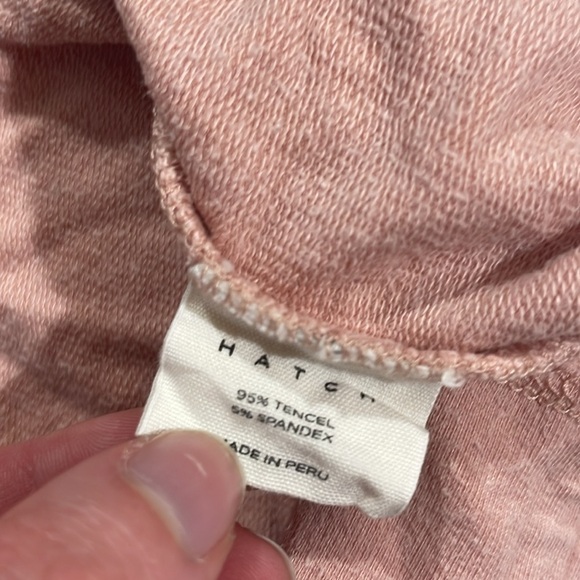 HATCH
95% TENCEL
5% SPANDEX
MADE IN PERU